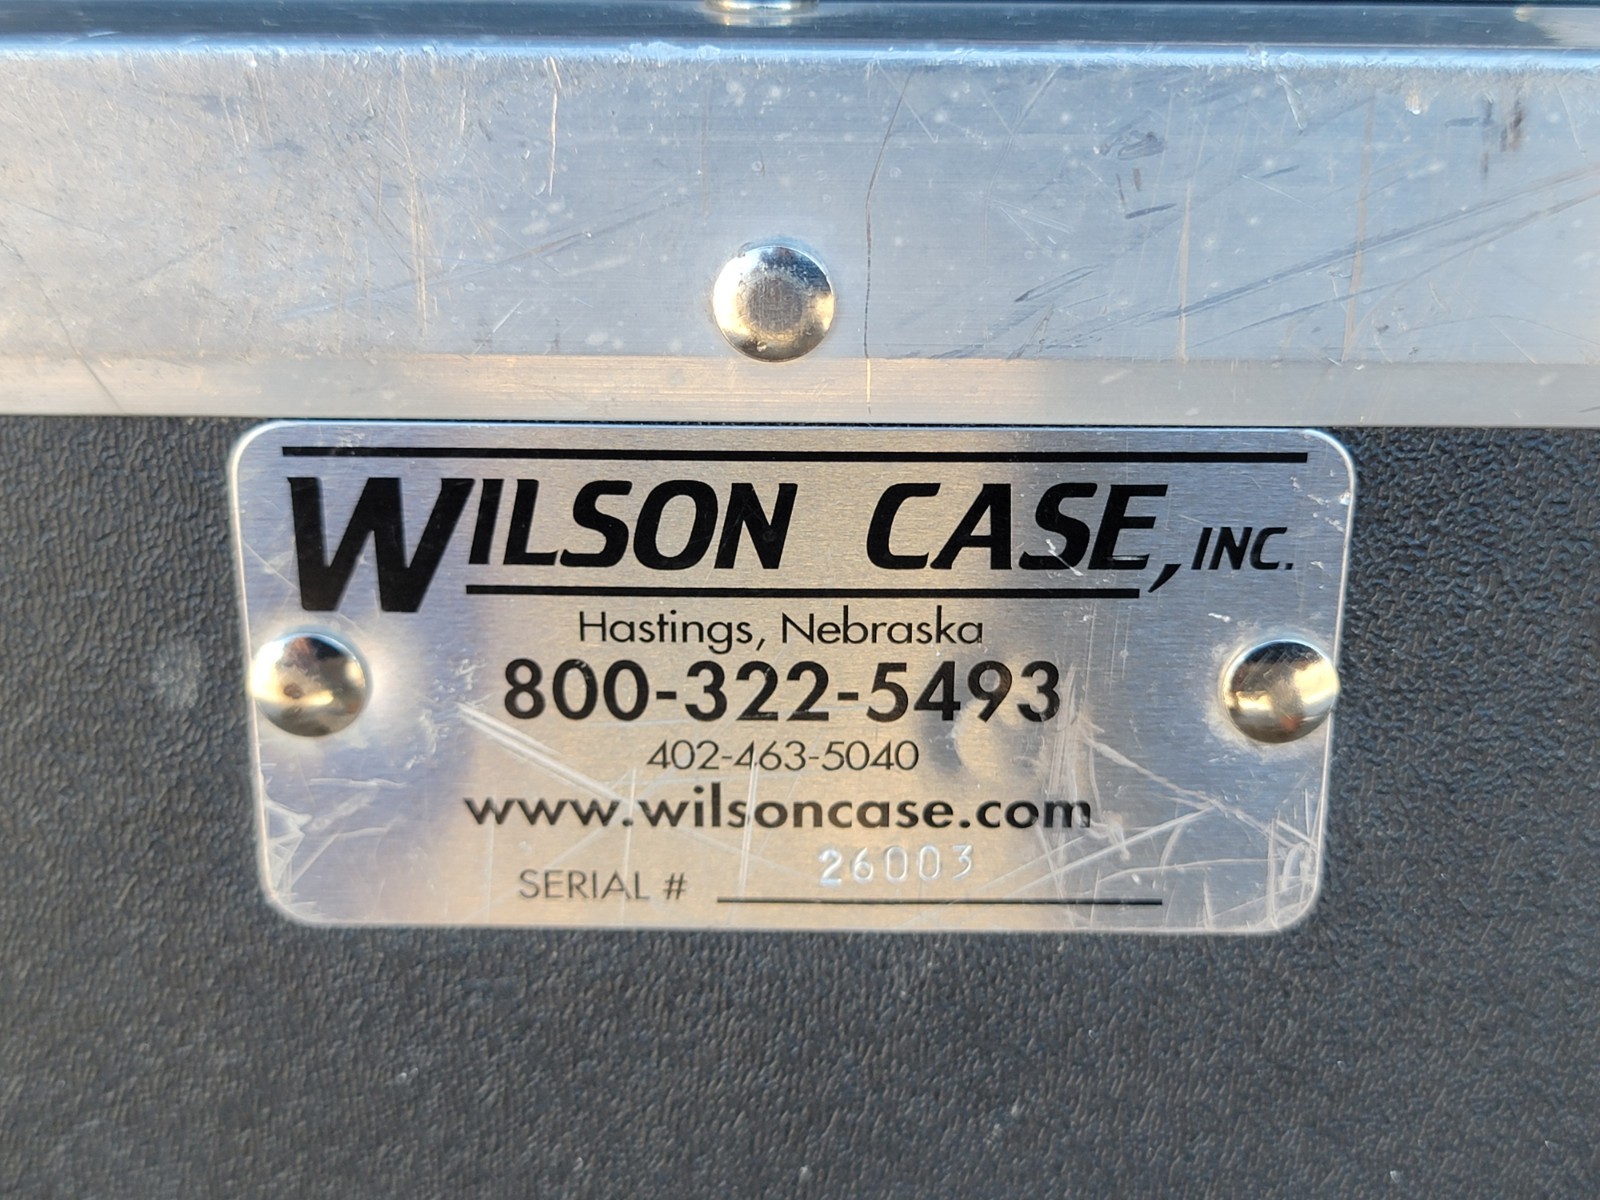 WILSON CASE, INC.
Hastings, Nebraska
800-322-5493
402-463-5040
www.wilsoncase.com
26003
SERIAL #